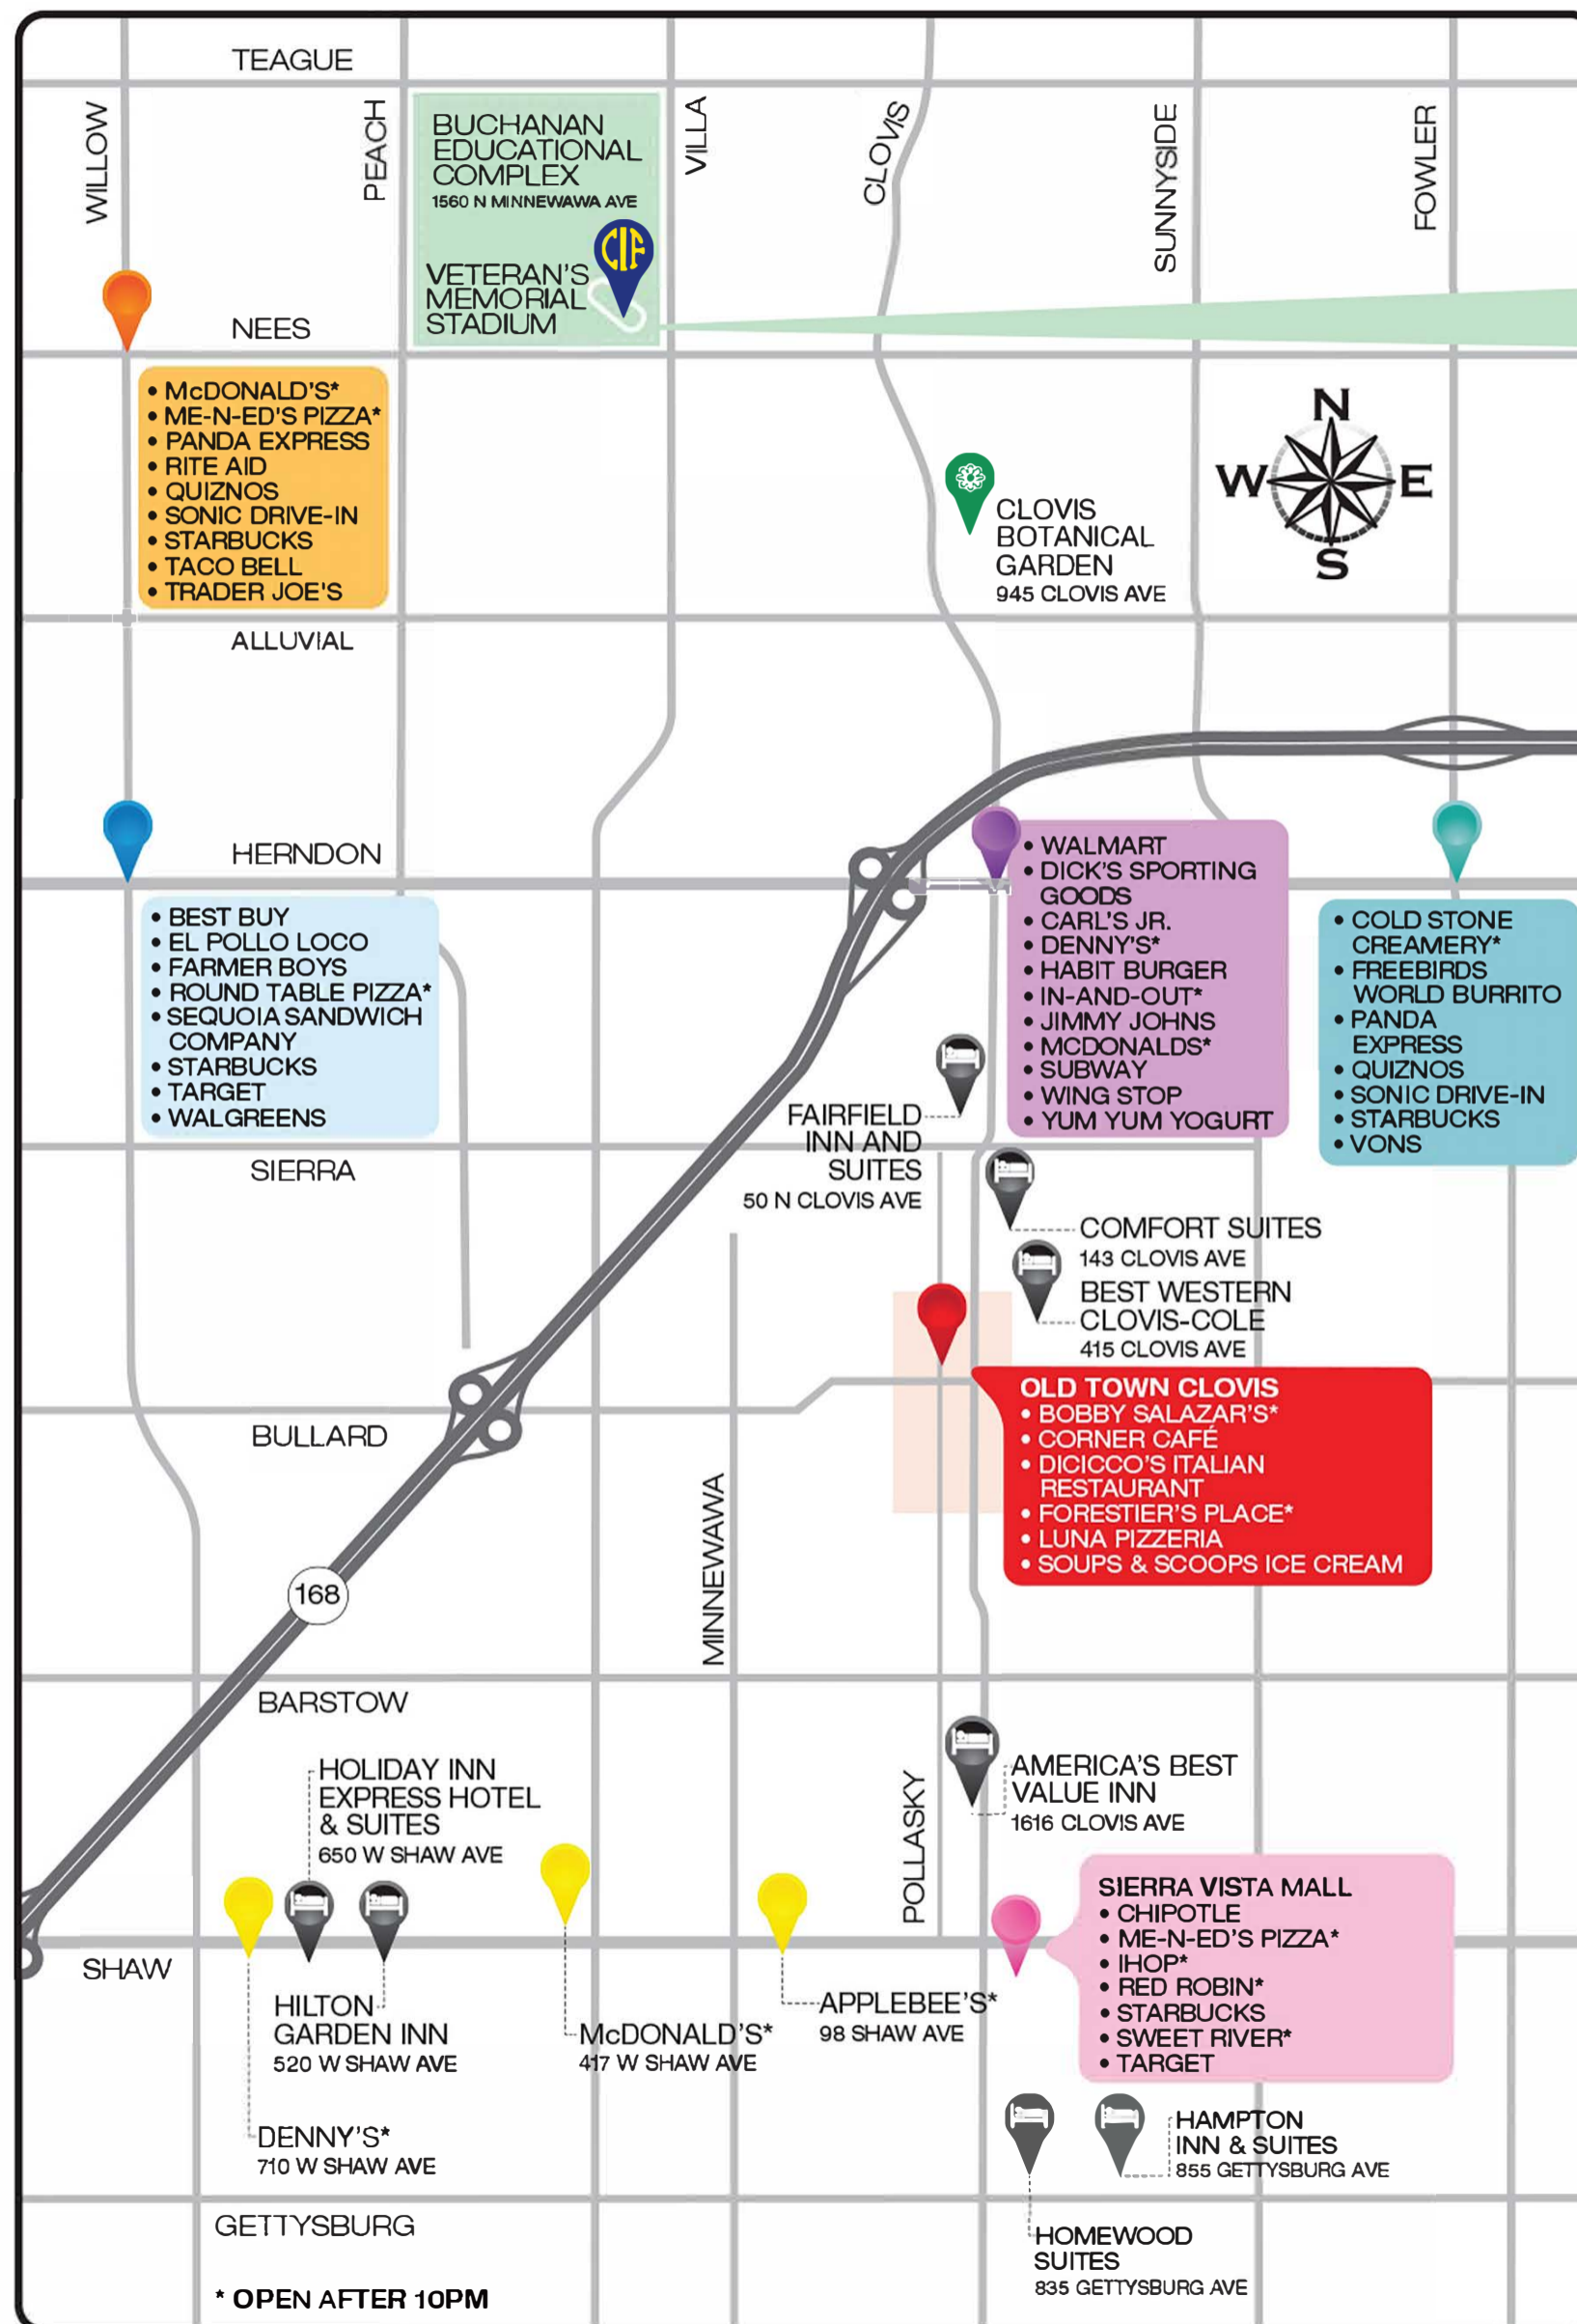 TEAGUE
WILLOW
PEACH
BUCHANAN
EDUCATIONAL
COMPLEX
1560 N MINNEWAWA AVE
VILLA
CLOVIS
SUNNYSIDE
FOWLER
CIF
VETERAN'S
MEMORIAL
STADIUM
NEES
• McDONALD'S*
• ME-N-ED'S PIZZA*
• PANDA EXPRESS
• RITE AID
• QUIZNOS
• SONIC DRIVE-IN
• STARBUCKS
• TACO BELL
• TRADER JOE'S
N
W
E
S
CLOVIS
BOTANICAL
GARDEN
945 CLOVIS AVE
ALLUVIAL
HERNDON
• BEST BUY
• EL POLLO LOCO
• FARMER BOYS
• ROUND TABLE PIZZA*
• SEQUOIA SANDWICH
COMPANY
• STARBUCKS
• TARGET
• WALGREENS
• WALMART
• DICK'S SPORTING
GOODS
• CARL'S JR.
• DENNY'S*
• HABIT BURGER
• IN-AND-OUT*
• JIMMY JOHNS
• MCDONALDS*
• SUBWAY
• WING STOP
• YUM YUM YOGURT
• COLD STONE
CREAMERY*
• FREEBIRDS
WORLD BURRITO
• PANDA
EXPRESS
• QUIZNOS
• SONIC DRIVE-IN
• STARBUCKS
• VONS
FAIRFIELD
INN AND
SUITES
50 N CLOVIS AVE
SIERRA
COMFORT SUITES
143 CLOVIS AVE
BEST WESTERN
CLOVIS-COLE
415 CLOVIS AVE
OLD TOWN CLOVIS
• BOBBY SALAZAR'S*
• CORNER CAFÉ
• DICICCO'S ITALIAN
RESTAURANT
• FORESTIER'S PLACE*
• LUNA PIZZERIA
• SOUPS & SCOOPS ICE CREAM
BULLARD
MINNEWAWA
168
BARSTOW
HOLIDAY INN
EXPRESS HOTEL
& SUITES
650 W SHAW AVE
POLLASKY
AMERICA'S BEST
VALUE INN
1616 CLOVIS AVE
SIERRA VISTA MALL
• CHIPOTLE
• ME-N-ED'S PIZZA*
• IHOP*
• RED ROBIN*
• STARBUCKS
• SWEET RIVER*
• TARGET
SHAW
HILTON
GARDEN INN
520 W SHAW AVE
McDONALD'S*
417 W SHAW AVE
APPLEBEE'S*
98 SHAW AVE
DENNY'S*
710 W SHAW AVE
HAMPTON
INN & SUITES
855 GETTYSBURG AVE
GETTYSBURG
HOMEWOOD
SUITES
835 GETTYSBURG AVE
* OPEN AFTER 10PM